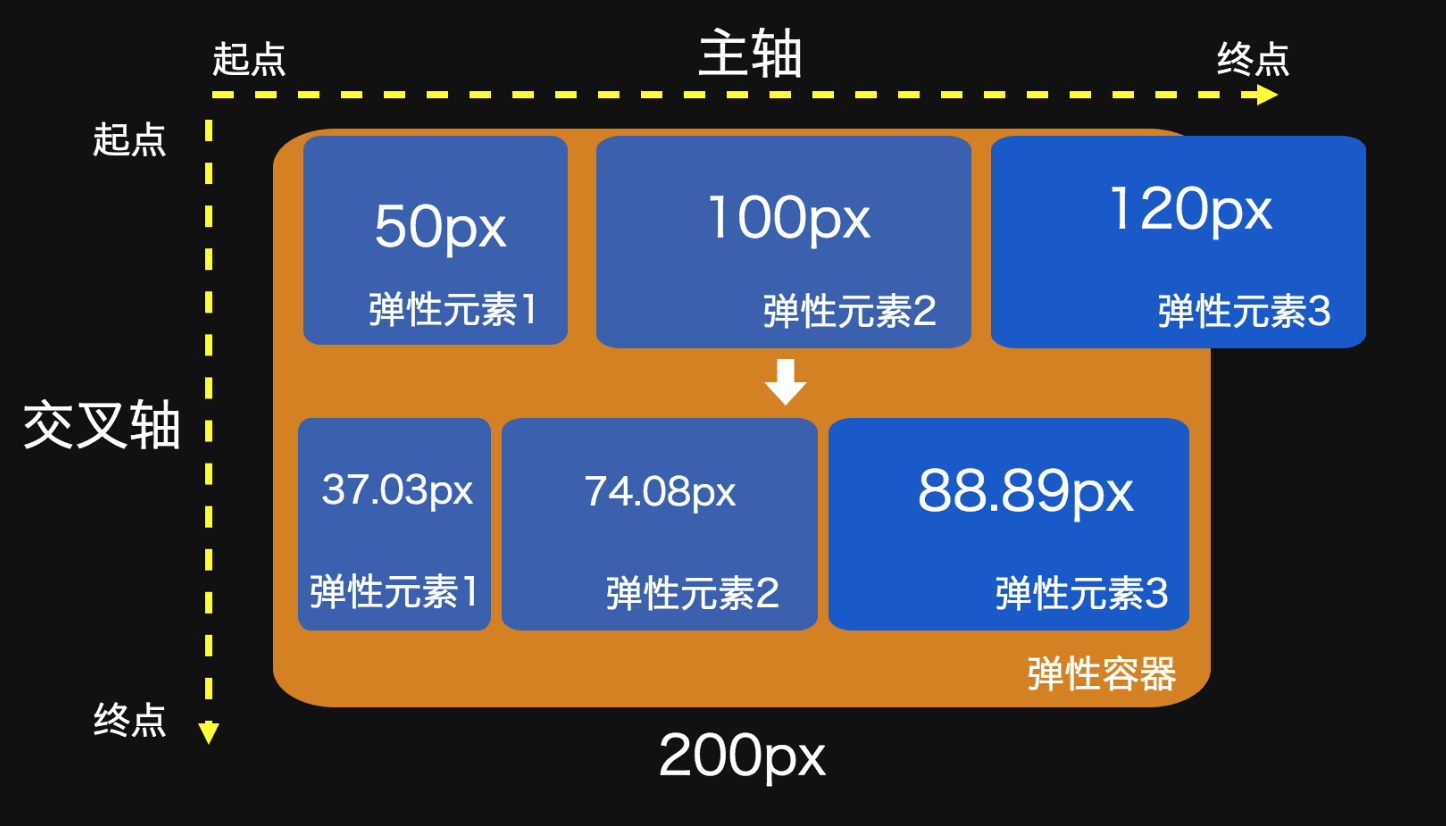 主轴
起点
终点
起点
50px
100px
120px
弹性元素1
弹性元素2
弹性元素3
交叉轴
37.03px
74.08px
88.89px
弹性元素1
弹性元素2
弹性元素3
弹性容器
终点
200px